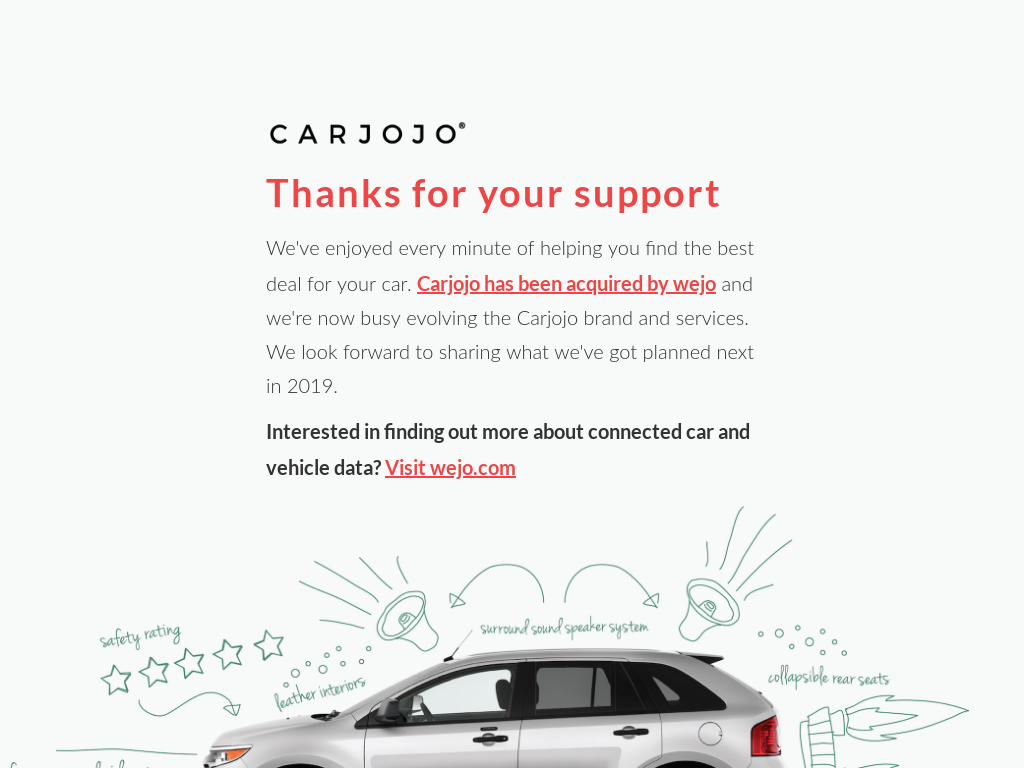 CARJOJO®
Thanks for your support
We've enjoyed every minute of helping you find the best
deal for your car. Carjojo has been acquired by wejo and
we're now busy evolving the Carjojo brand and services.
We look forward to sharing what we've got planned next
in 2019.
Interested in finding out more about connected car and
vehicle data? Visit wejo.com
surround sound speaker system
safety rating
collapsible rear seats
leather interiors